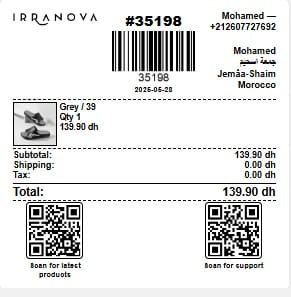 IRRANOVA
#35198
35198
2025-05-28
Mohamed —
+212607727692
Mohamed
جمعة اسحيم
Jemâa-Shaim
Morocco
Grey / 39
Qty 1
139.90 dh
Subtotal: 139.90 dh
Shipping: 0.00 dh
Tax: 0.00 dh
Total: 139.90 dh
Scan for latest
products
Scan for support